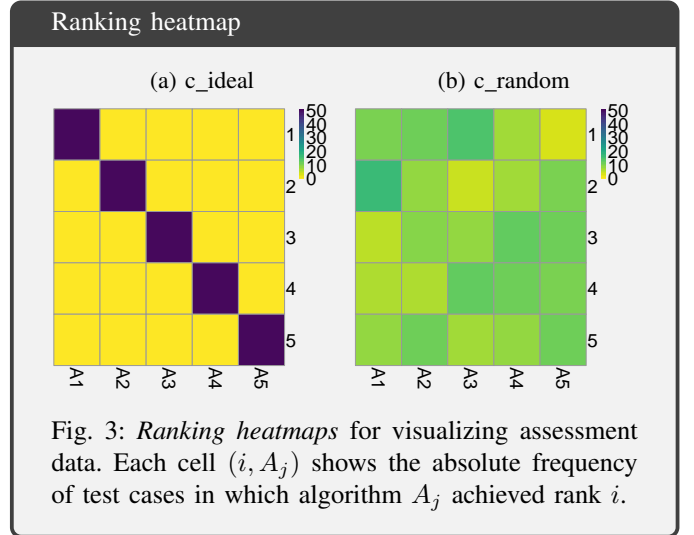 Ranking heatmap
(a) c_ideal
(b) c_random
50
40
30
20
10
0
1
2
3
4
5
A1
A2
A3
A4
A5
50
40
30
20
10
0
1
2
3
4
5
A1
A2
A3
A4
A5
Fig. 3: Ranking heatmaps for visualizing assessment
data. Each cell (i, Aj) shows the absolute frequency
of test cases in which algorithm Aj achieved rank i.